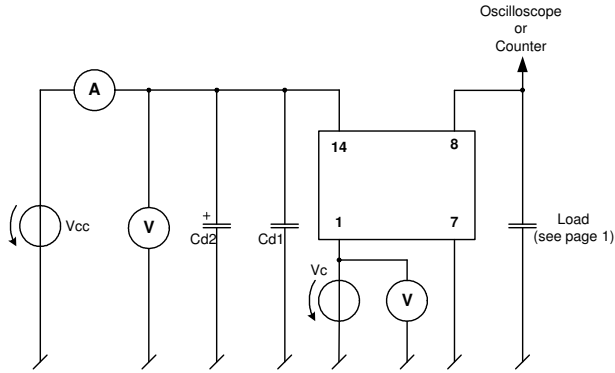 Oscilloscope
or
Counter
A
14
8
Vcc
V
+
Cd2
Cd1
1
7
Load
(see page 1)
Vc
V